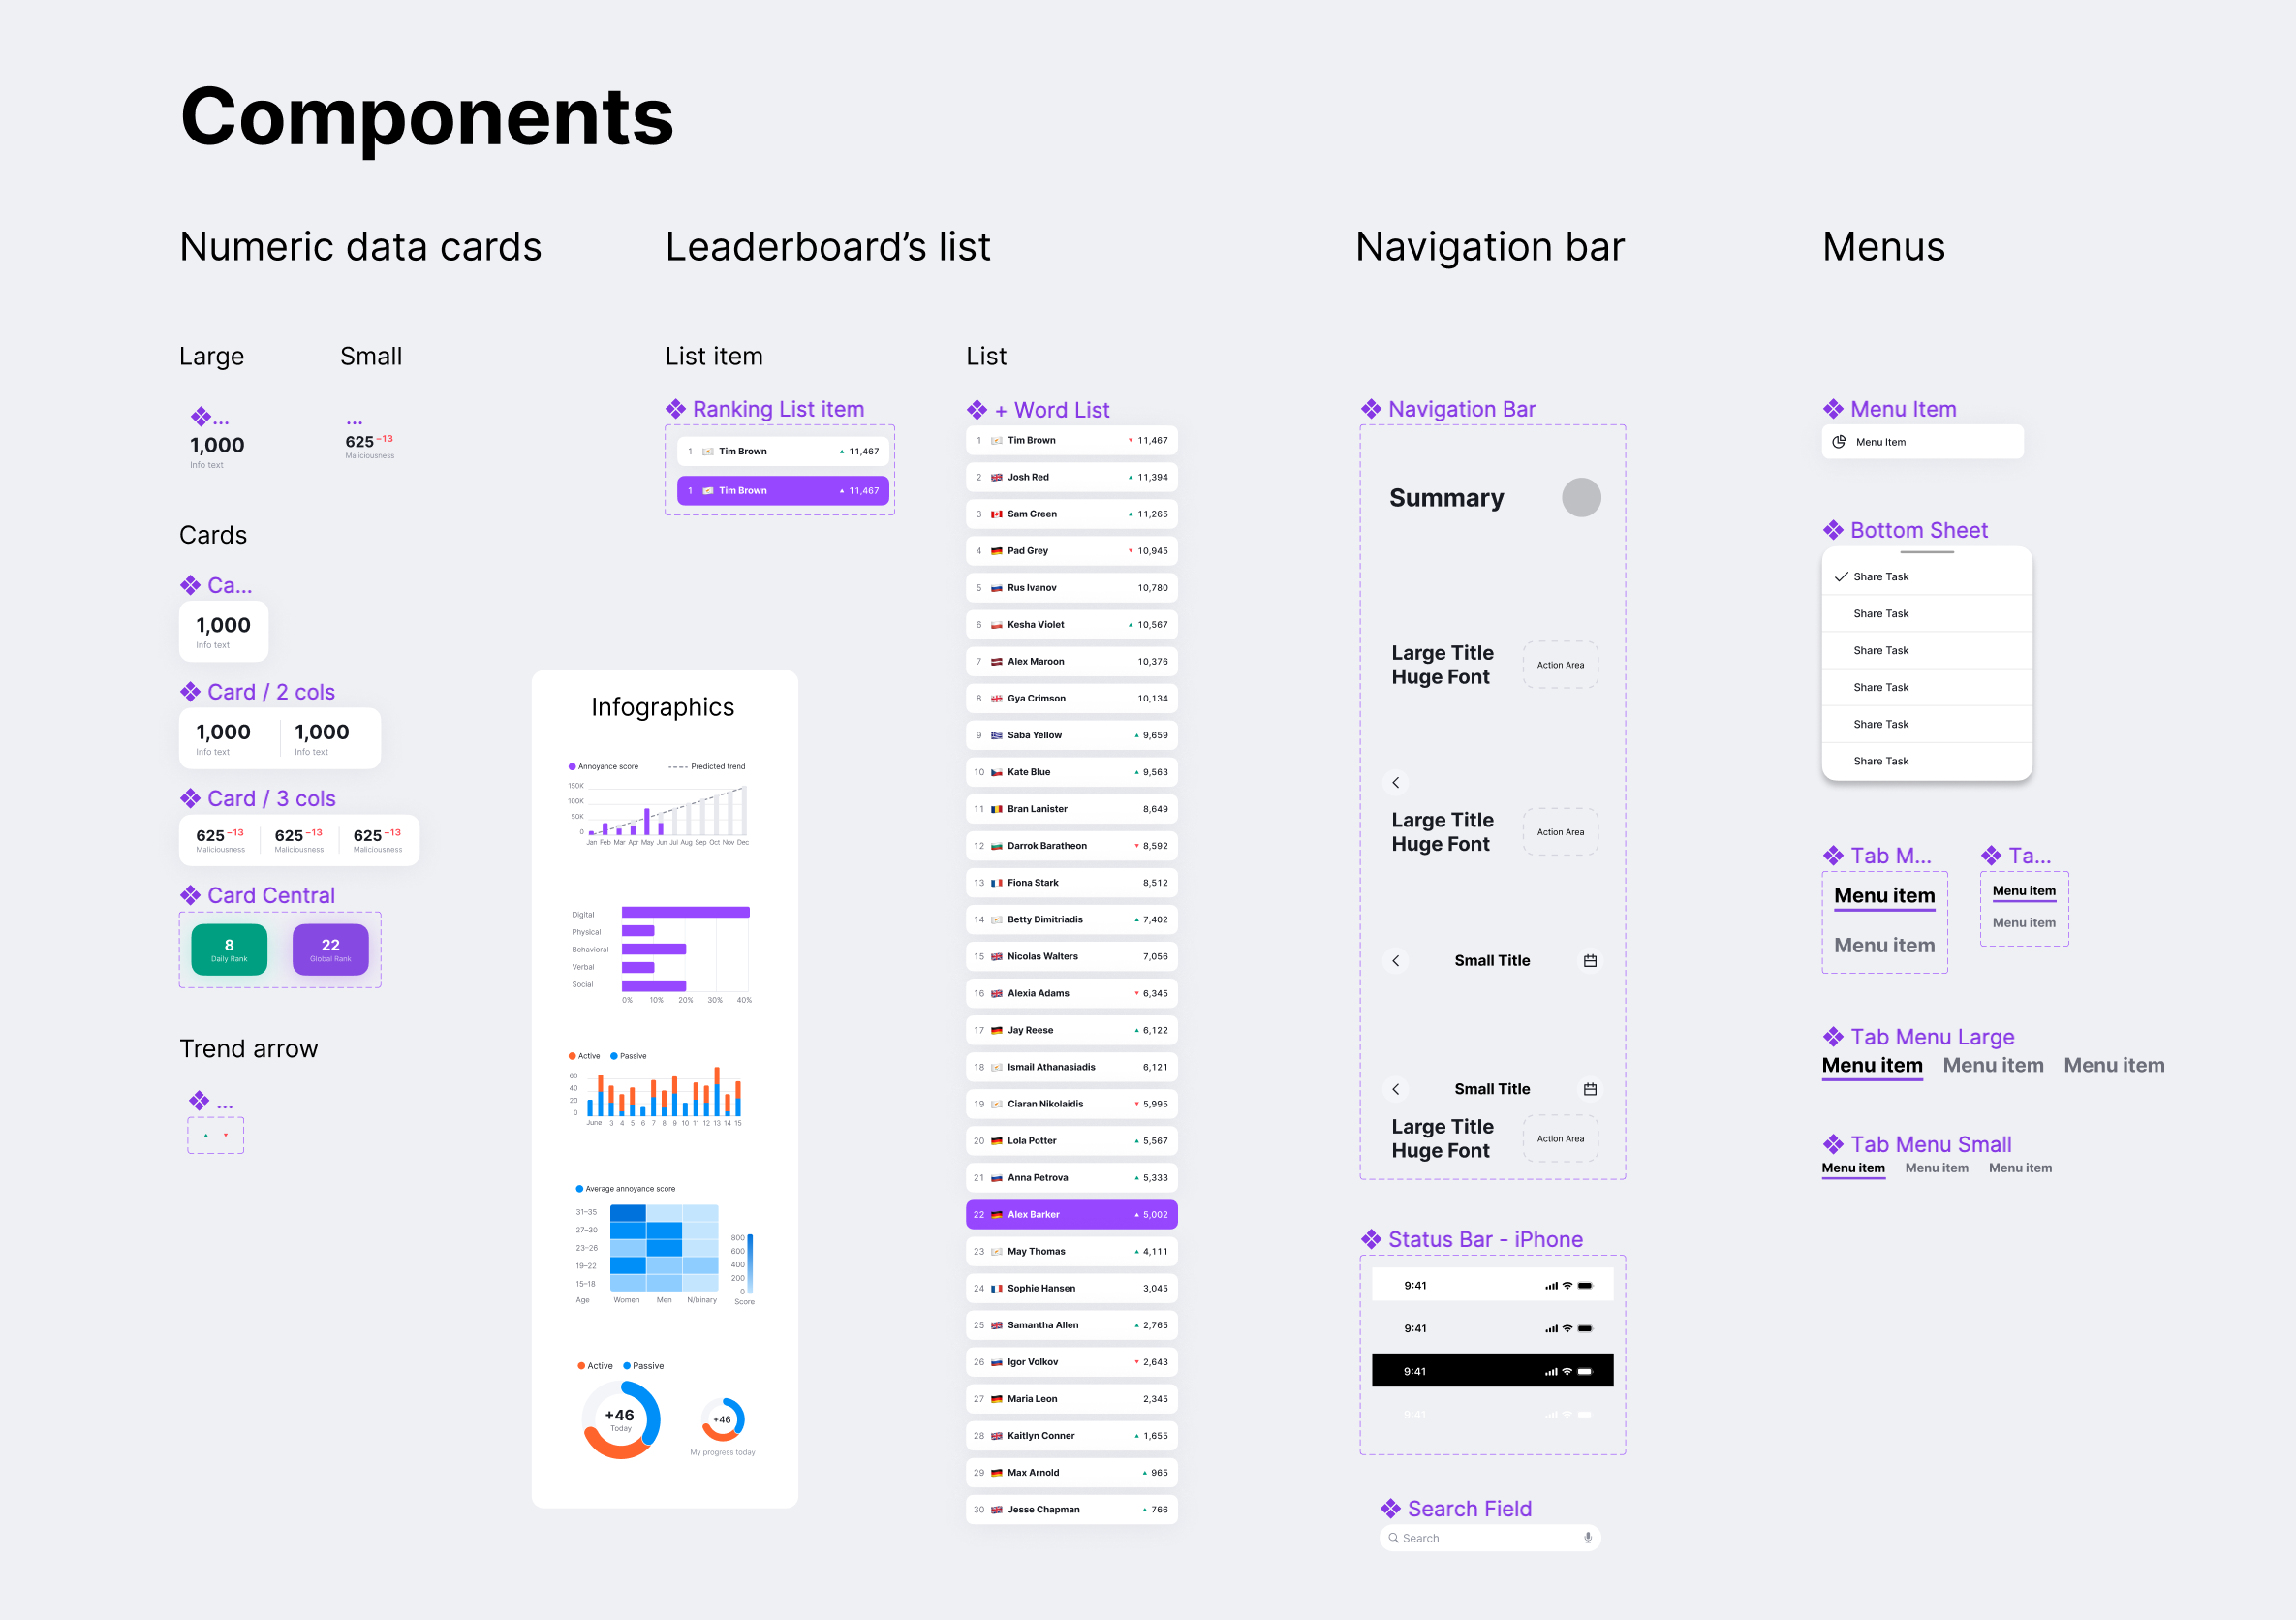 Components
Numeric data cards
Large
Small
...
1,000
Info text
...
625 −13
Maliciousness
Cards
Ca...
1,000
Info text
Card / 2 cols
1,000 1,000
Info text Info text
Card / 3 cols
625 −13 625 −13 625 −13
Maliciousness Maliciousness Maliciousness
Card Central
8 22
Daily Rank Global Rank
Trend arrow
...
Infographics
Annoyance score Predicted trend
150K
100K
50K
0
Jan Feb Mar Apr May Jun Jul Aug Sep Oct Nov Dec
Digital
Physical
Behavioral
Verbal
Social
0% 10% 20% 30% 40%
Active Passive
60
40
20
0
June 3 4 5 6 7 8 9 10 11 12 13 14 15
Average annoyance score
31–35
27–30
23–26
19–22
15–18
Age Women Men N/binary
800
600
400
200
0
Score
Active Passive
+46
Today
+46
My progress today
Leaderboard’s list
List item
Ranking List item
1 Tim Brown 11,467
1 Tim Brown 11,467
List
+ Word List
1 Tim Brown 11,467
2 Josh Red 11,394
3 Sam Green 11,265
4 Pad Grey 10,945
5 Rus Ivanov 10,780
6 Kesha Violet 10,567
7 Alex Maroon 10,376
8 Gya Crimson 10,134
9 Saba Yellow 9,659
10 Kate Blue 9,563
11 Bran Lanister 8,649
12 Darrok Baratheon 8,592
13 Fiona Stark 8,512
14 Betty Dimitriadis 7,402
15 Nicolas Walters 7,056
16 Alexia Adams 6,345
17 Jay Reese 6,122
18 Ismail Athanasiadis 6,121
19 Ciaran Nikolaidis 5,995
20 Lola Potter 5,567
21 Anna Petrova 5,333
22 Alex Barker 5,002
23 May Thomas 4,111
24 Sophie Hansen 3,045
25 Samantha Allen 2,765
26 Igor Volkov 2,643
27 Maria Leon 2,345
28 Kaitlyn Conner 1,655
29 Max Arnold 965
30 Jesse Chapman 766
Navigation bar
Navigation Bar
Summary
Large Title
Huge Font
Action Area
Large Title
Huge Font
Action Area
Small Title
Small Title
Large Title
Huge Font
Action Area
Status Bar - iPhone
9:41
9:41
9:41
9:41
Search Field
Search
Menus
Menu Item
Menu Item
Bottom Sheet
Share Task
Share Task
Share Task
Share Task
Share Task
Share Task
Tab M...
Menu item
Menu item
Ta...
Menu item
Menu item
Tab Menu Large
Menu item Menu item Menu item
Tab Menu Small
Menu item Menu item Menu item